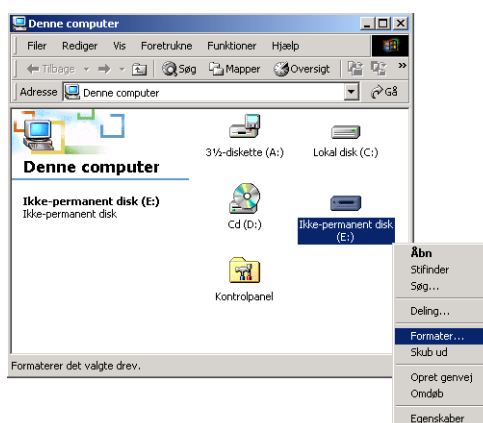 Denne computer
Filer Rediger Vis Foretrukne Funktioner Hjælp
Tilbage Søg Mapper Oversigt »
Adresse Denne computer Gå
Denne computer
Ikke-permanent disk (E:)
Ikke-permanent disk
3½-diskette (A:)
Lokal disk (C:)
Cd (D:)
Ikke-permanent disk
(E:)
Kontrolpanel
Åbn
Stifinder
Søg...
Deling...
Formater...
Skub ud
Opret genvej
Omdøb
Egenskaber
Formaterer det valgte drev.